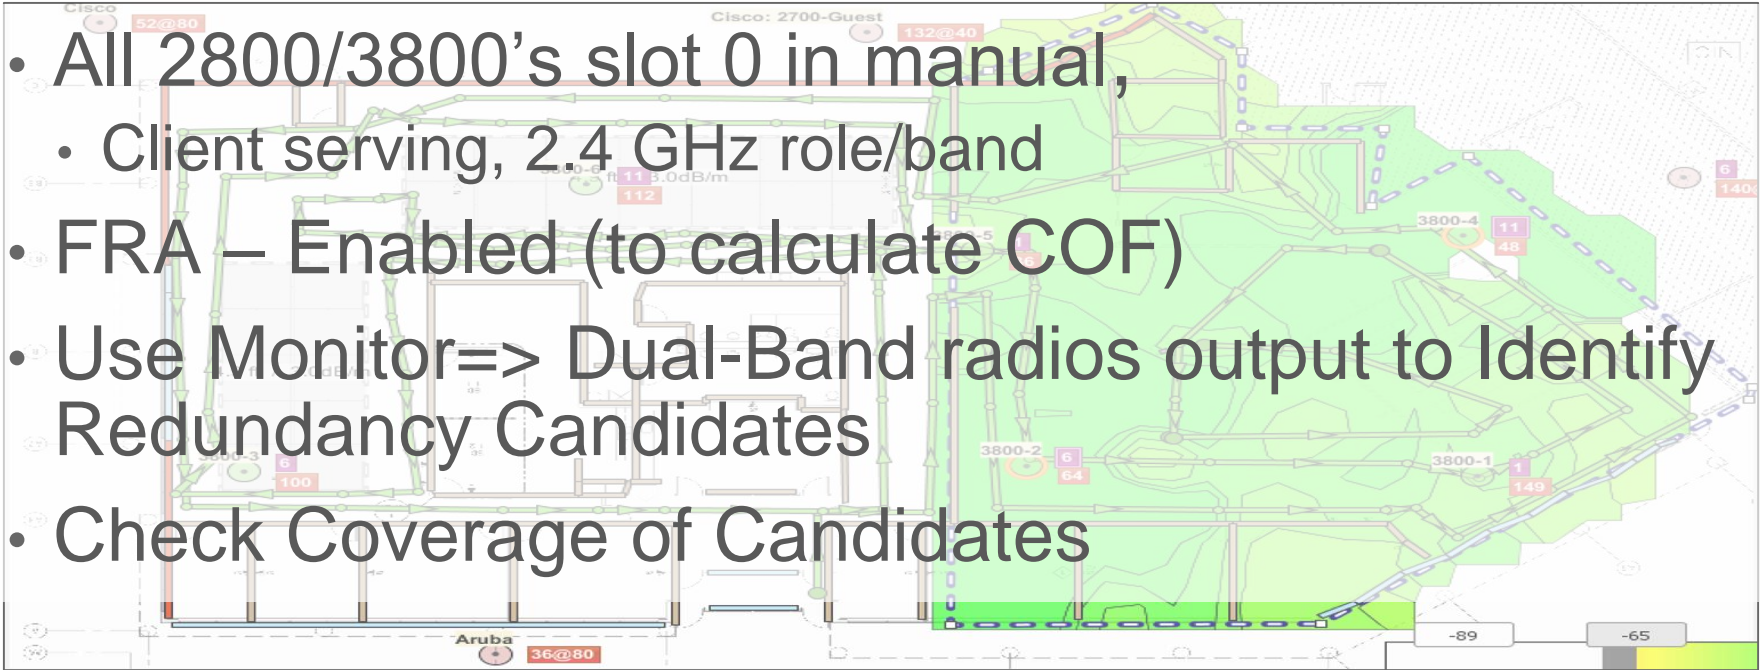 Cisco
52@80
Cisco: 2700-Guest
132@40
• All 2800/3800’s slot 0 in manual,
• Client serving, 2.4 GHz role/band
11
112
6
3800-4
11
48
• FRA – Enabled (to calculate COF)
• Use Monitor=> Dual-Band radios output to Identify
Redundancy Candidates
3800-3
6
100
3800-2
6
64
3800-1
1
149
• Check Coverage of Candidates
Aruba
36@80
-89
-65